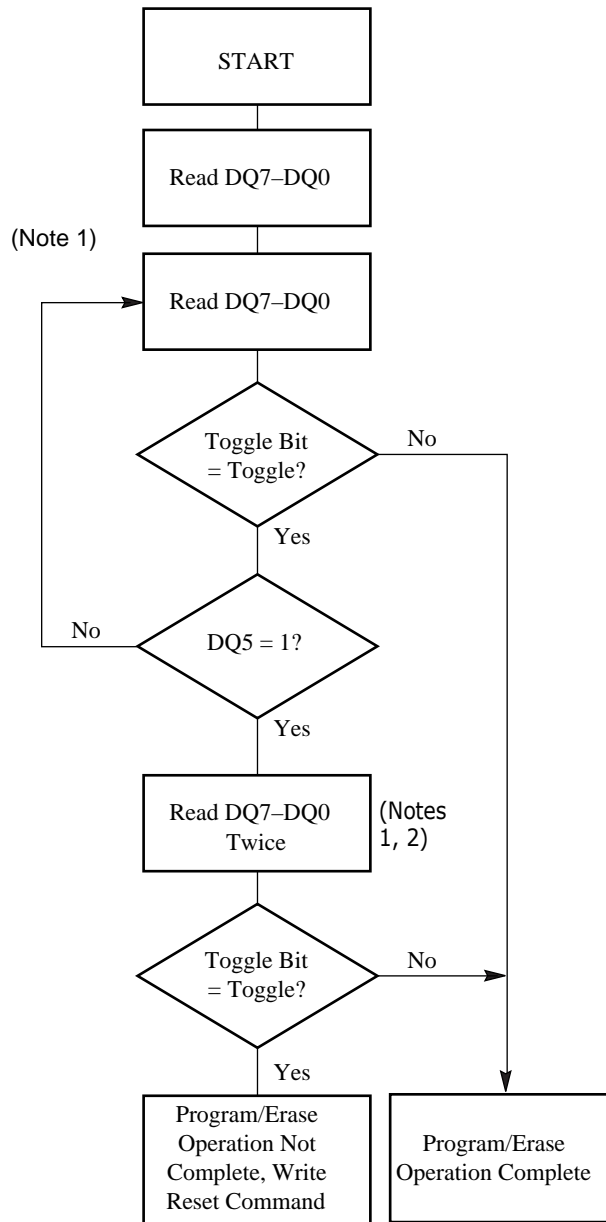 START
Read DQ7–DQ0
(Note 1)
Read DQ7–DQ0
Toggle Bit
= Toggle?
No
Yes
No
DQ5 = 1?
Yes
Read DQ7–DQ0
Twice
(Notes
1, 2)
Toggle Bit
= Toggle?
No
Yes
Program/Erase
Operation Not
Complete, Write
Reset Command
Program/Erase
Operation Complete